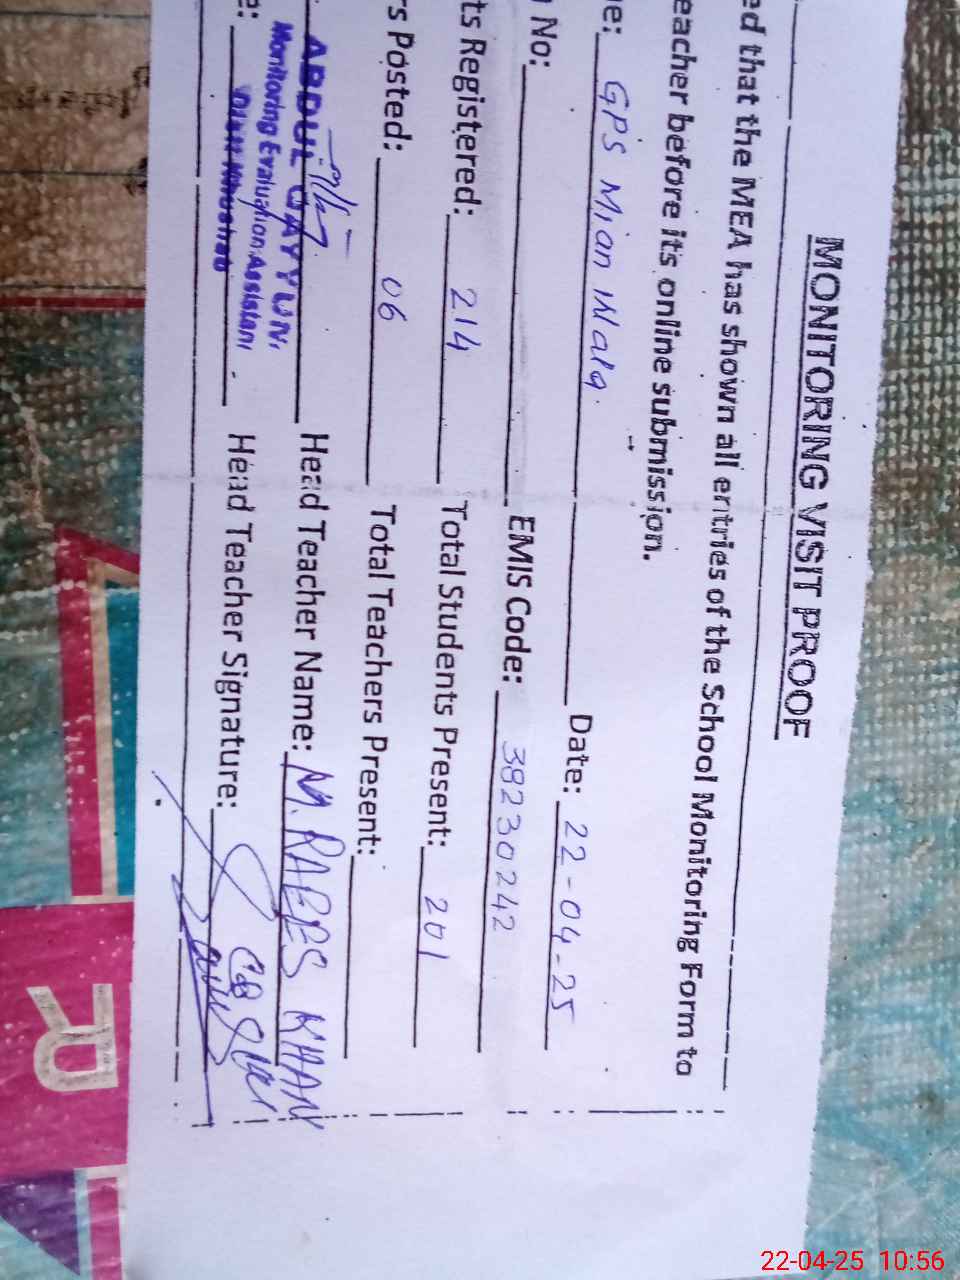 MONITORING VISIT PROOF
ed that the MEA has shown all entries of the School Monitoring Form to
eacher before its online submission.
e: GPS Mian Wala Date: 22-04-25
No: EMIS Code: 38230242
ts Registered: 214 Total Students Present: 201
s Posted: 06 Total Teachers Present:
ABDUL QAYYUM Head Teacher Name: M. RAEES KHAN
Monitoring Evaluation Assistant
e: Head Teacher Signature:
R
22-04-25 10:56